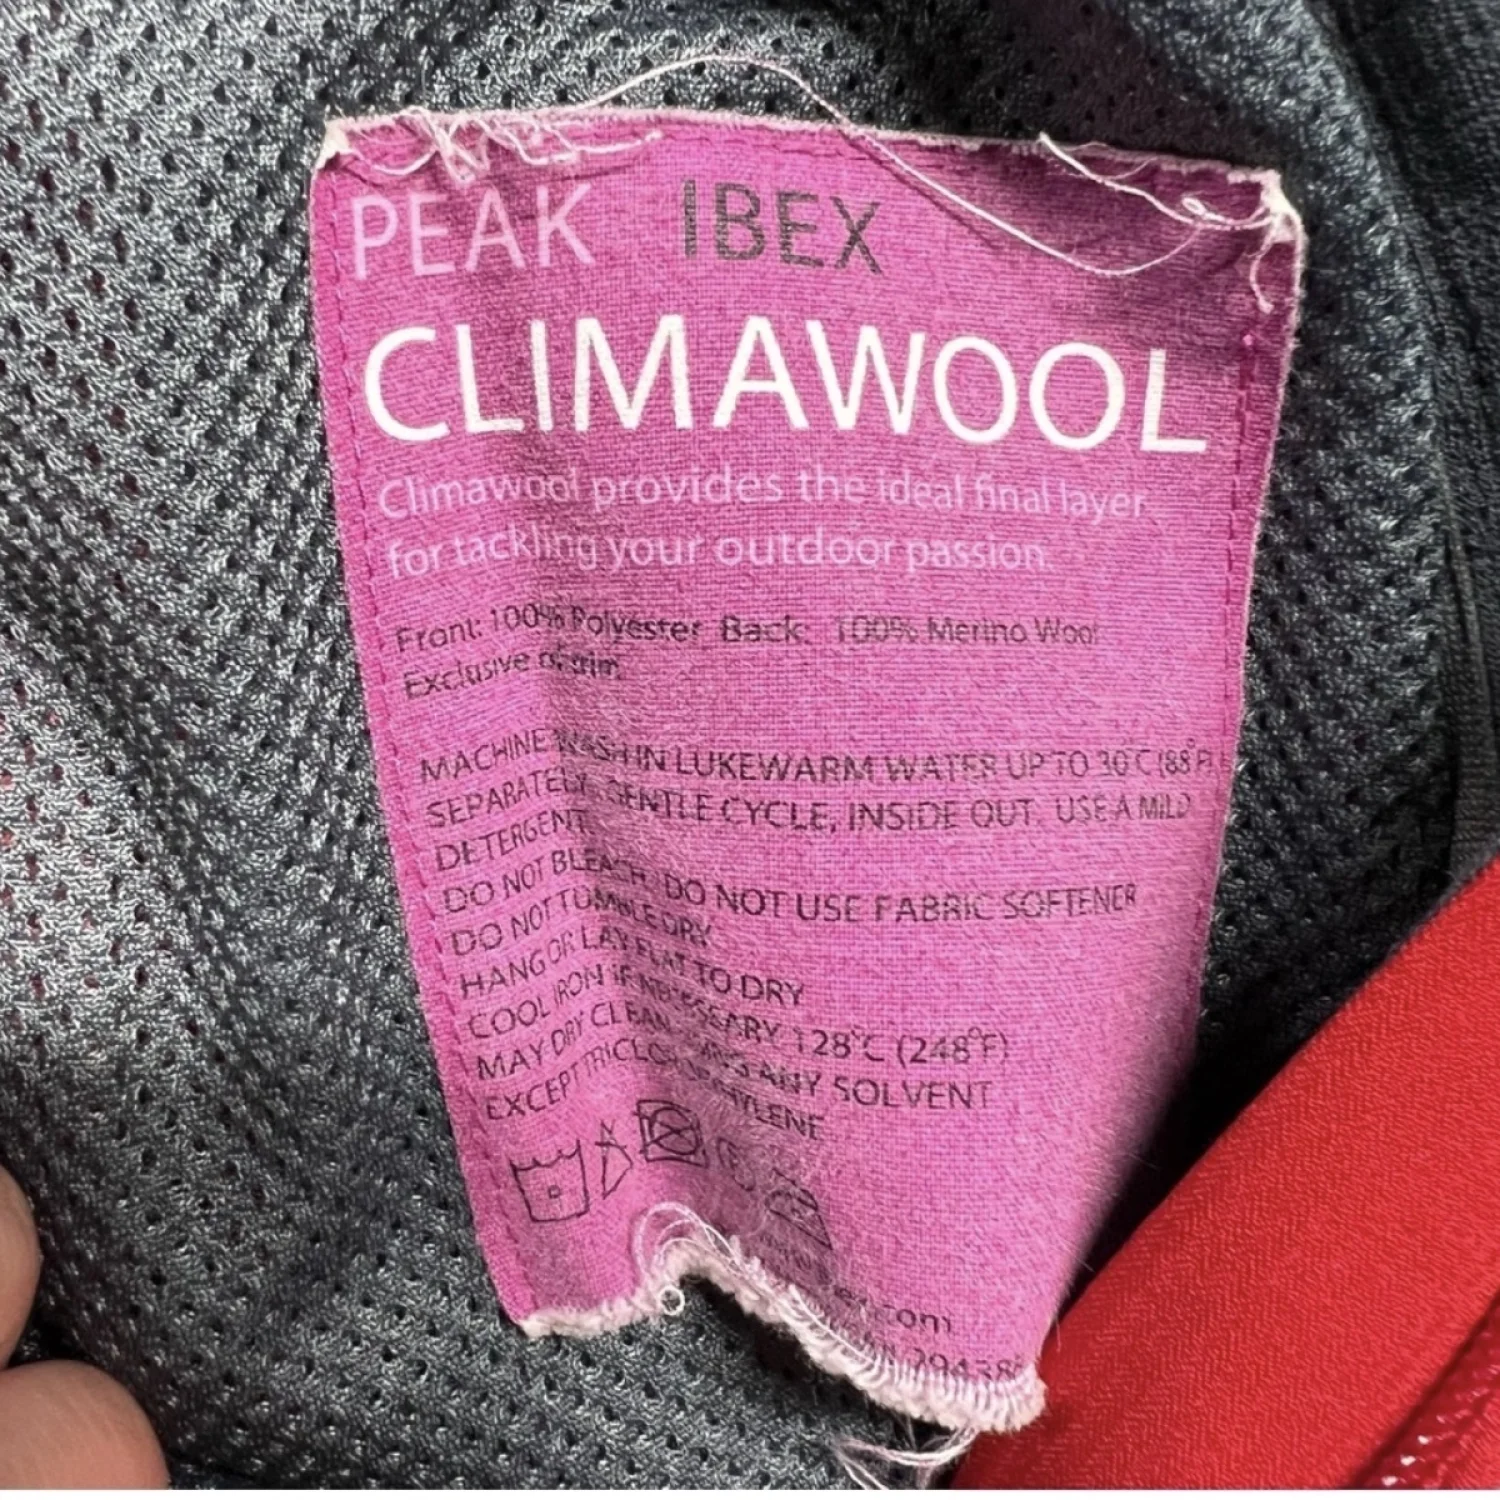 PEAK IBEX
CLIMAWOOL
Climawool provides the ideal final layer
for tackling your outdoor passion.
Front: 100% Polyester Back: 100% Merino Wool
Exclusive of trim
MACHINE WASH IN LUKEWARM WATER UP TO 30°C (88°F)
SEPARATELY, GENTLE CYCLE, INSIDE OUT. USE A MILD
DETERGENT.
DO NOT BLEACH. DO NOT USE FABRIC SOFTENER
DO NOT TUMBLE DRY
HANG OR LAY FLAT TO DRY
COOL IRON IF NECESSARY 128°C (248°F)
MAY DRY CLEAN ANY SOLVENT
EXCEPT
.com